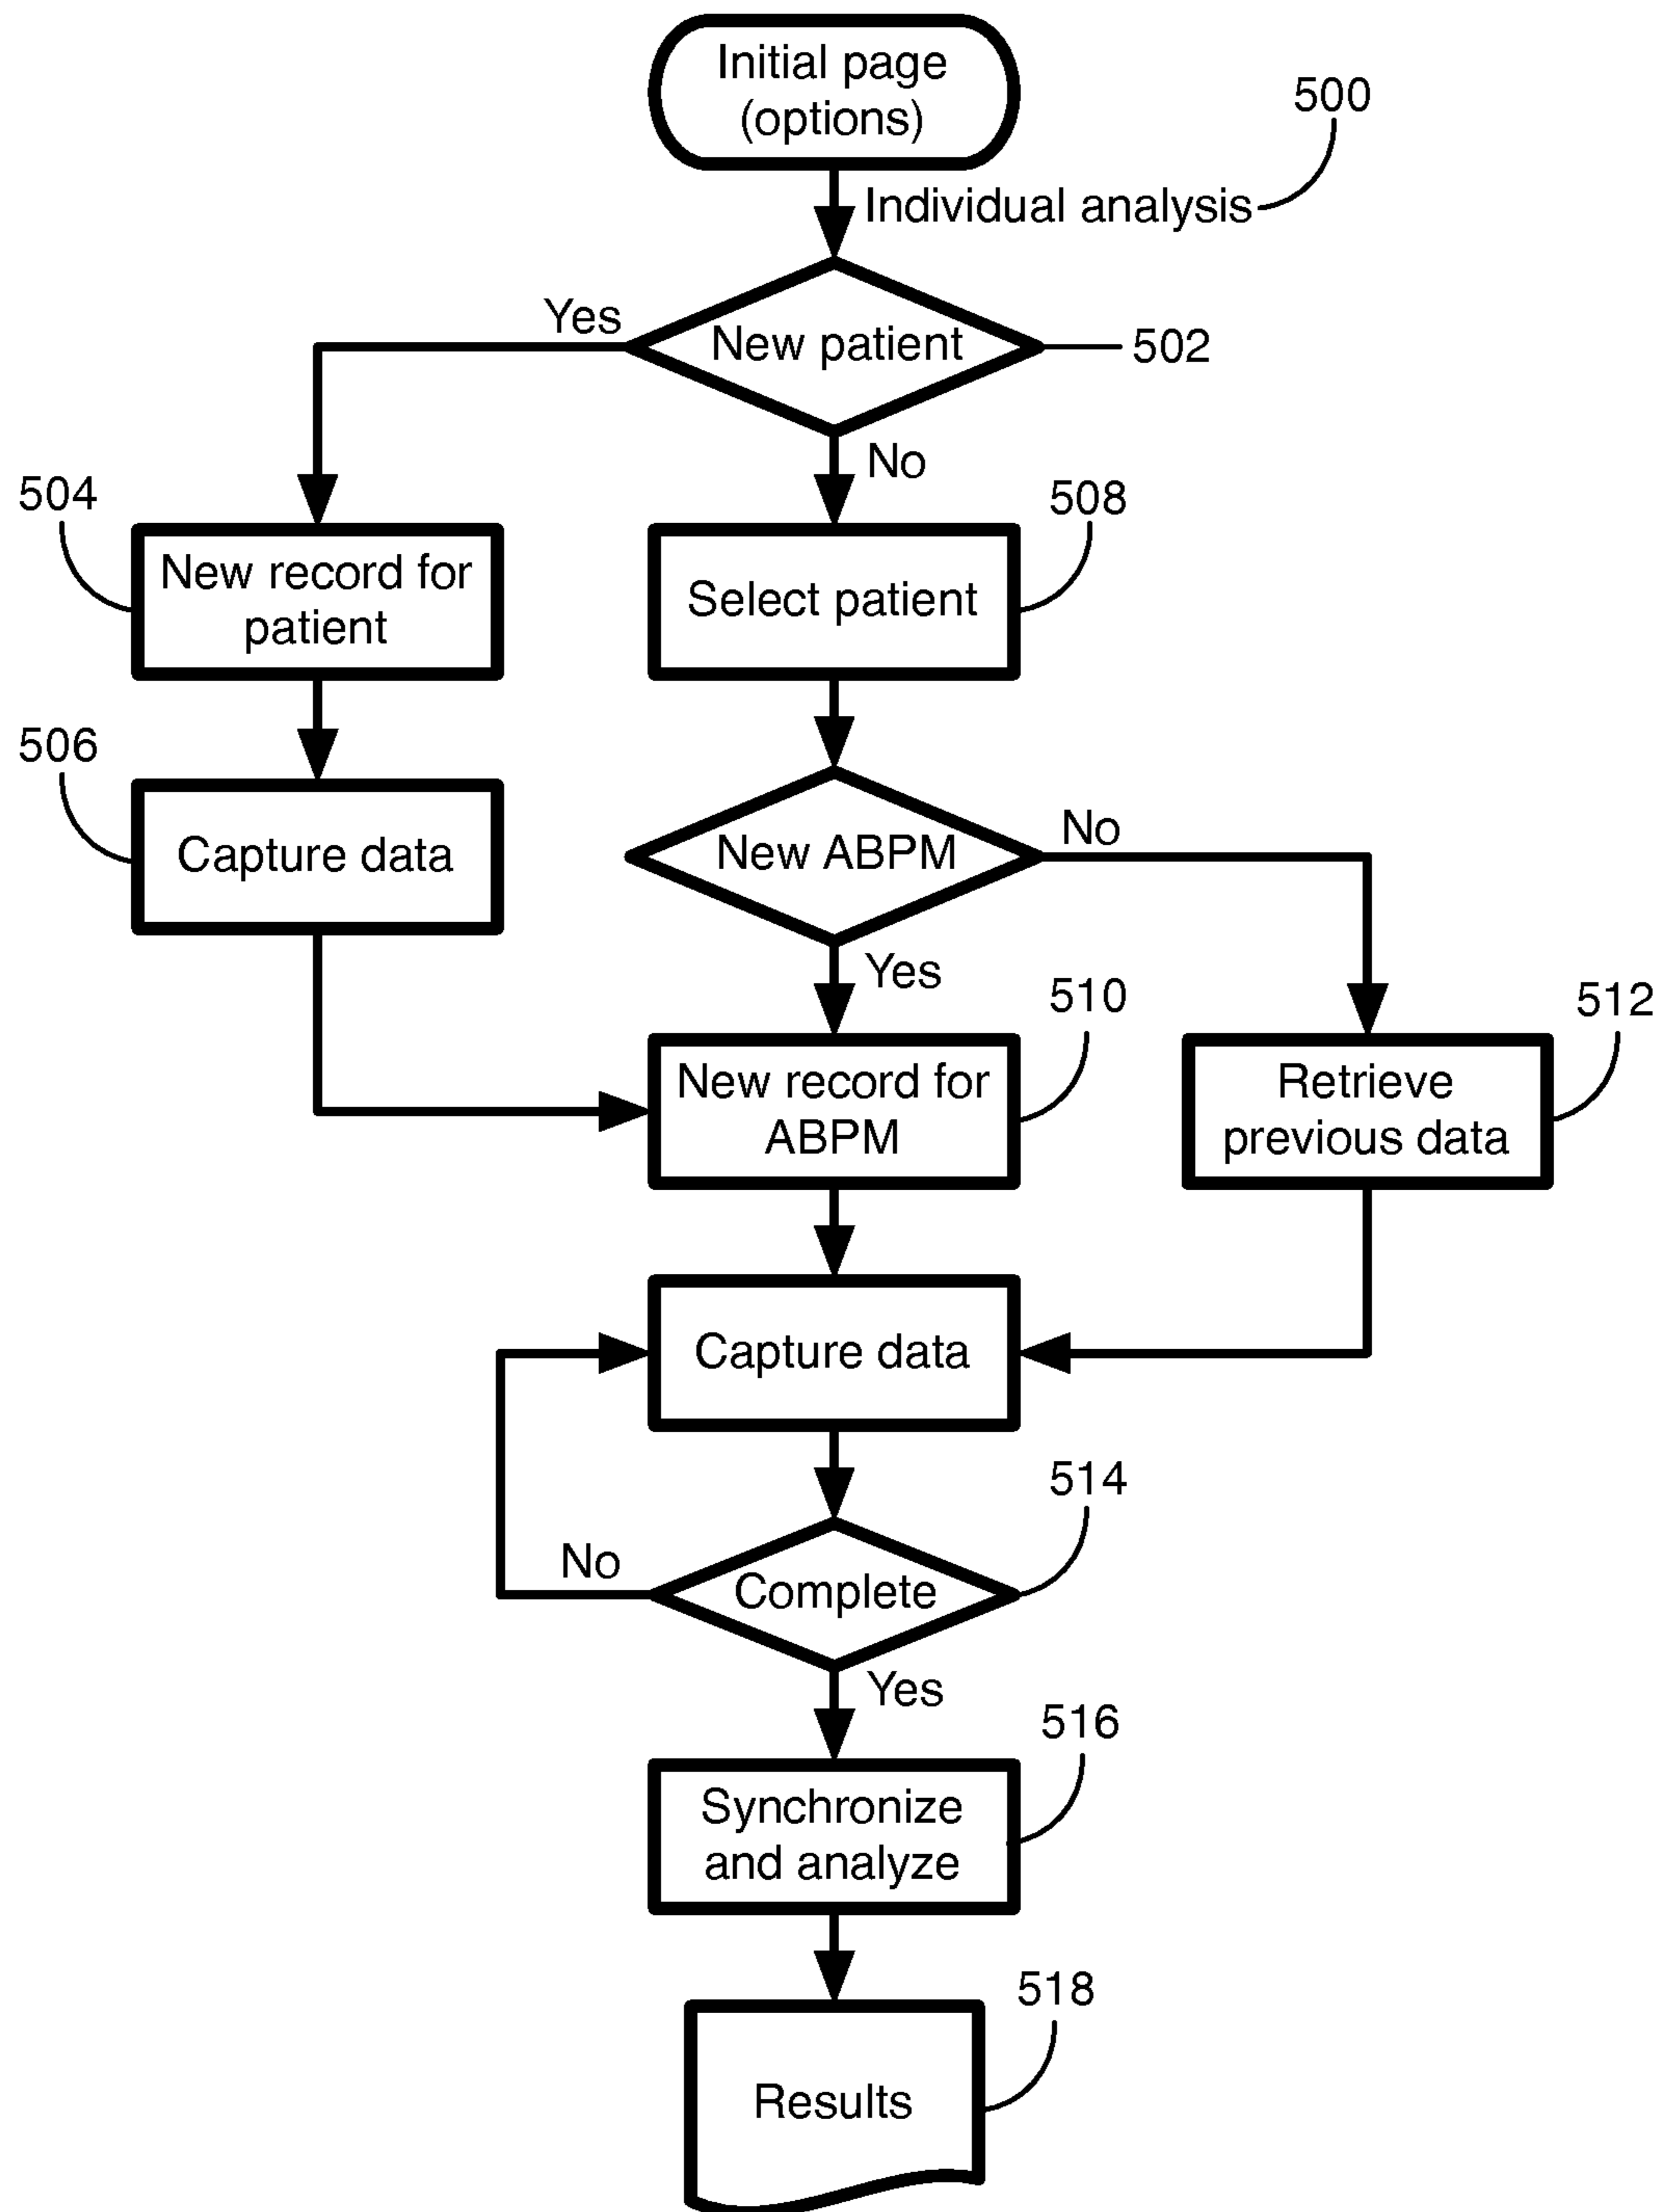 Initial page
(options)
500
Individual analysis
Yes
New patient
502
No
504
508
New record for
patient
Select patient
506
Capture data
New ABPM
No
Yes
510
512
New record for
ABPM
Retrieve
previous data
Capture data
514
No
Complete
Yes
516
Synchronize
and analyze
518
Results